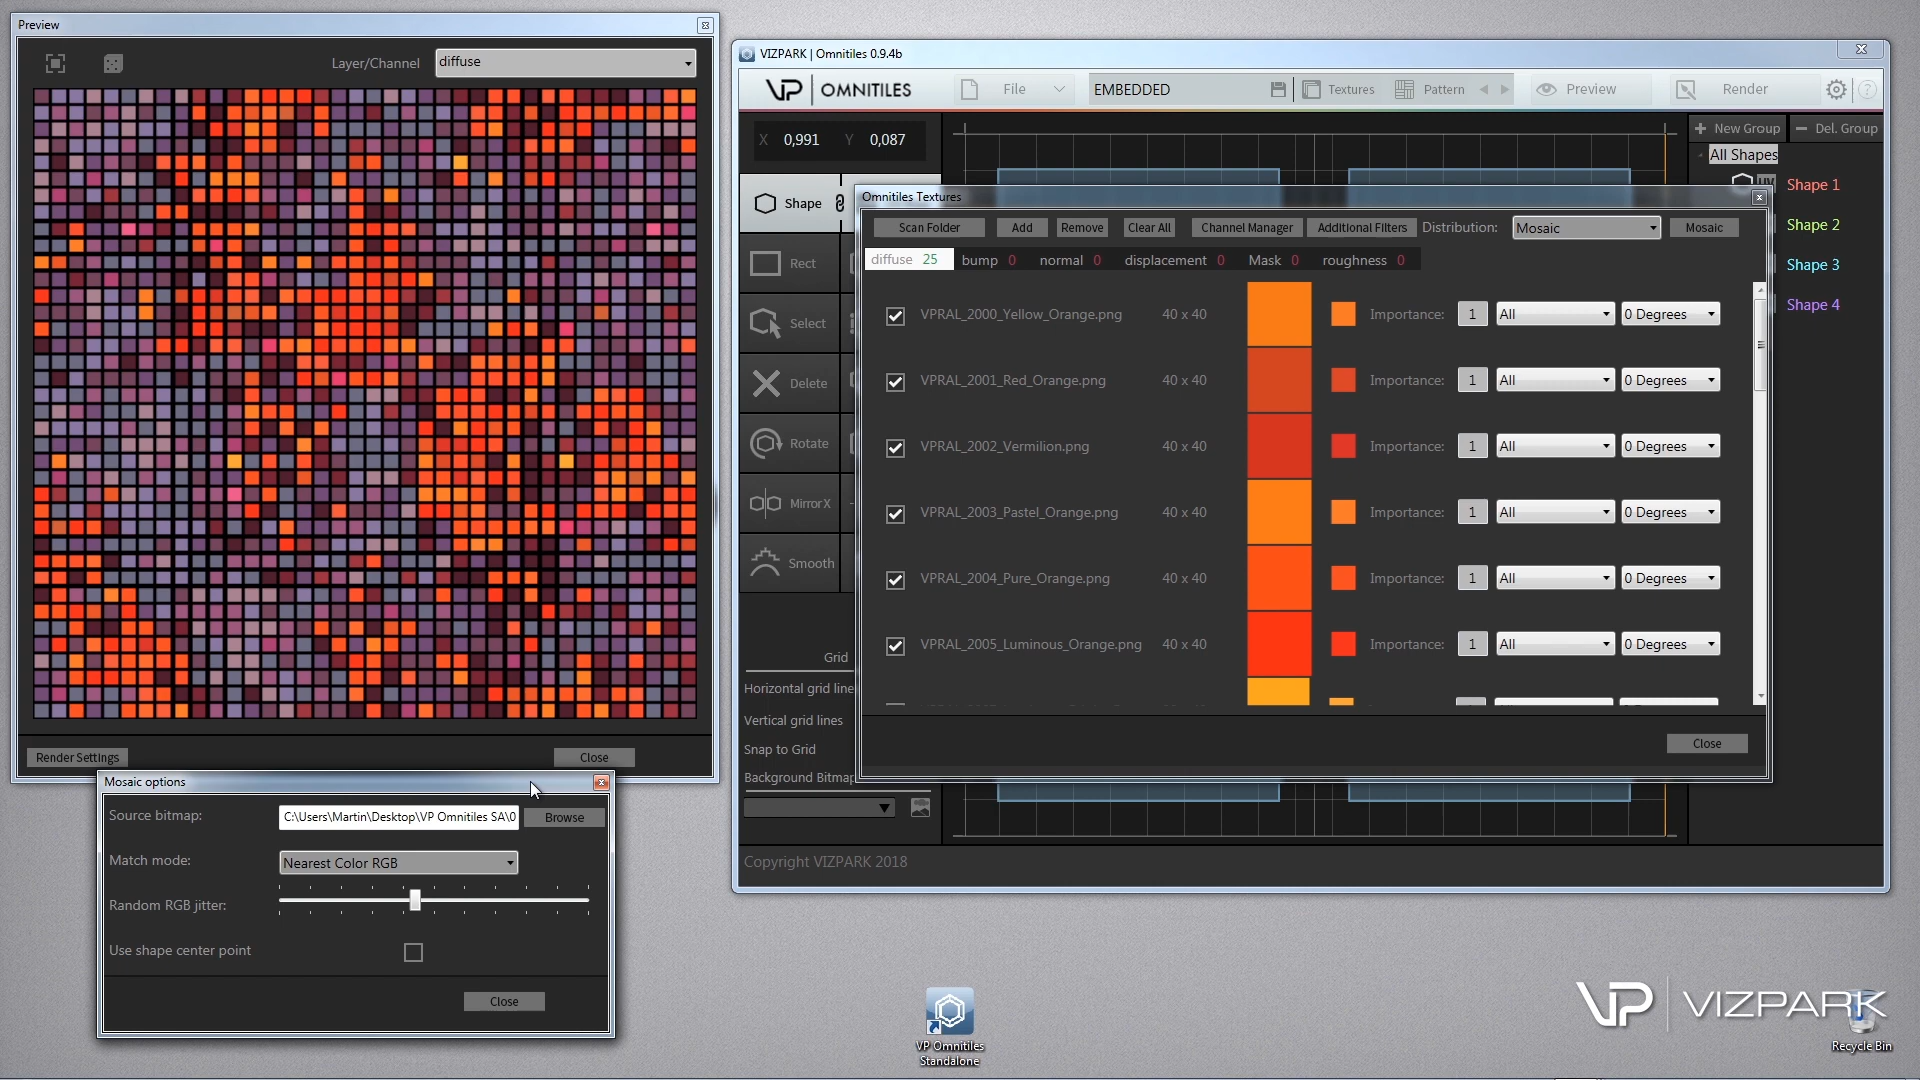 Preview
Layer/Channel diffuse
Render Settings Close
Mosaic options
Source bitmap: C:\Users\Martin\Desktop\VP Omnitiles SA\0 Browse
Match mode: Nearest Color RGB
Random RGB jitter:
Use shape center point
Close
VIZPARK | Omnitiles 0.9.4b
VP OMNITILES File EMBEDDED Textures Pattern Preview Render ?
X 0,991 Y 0,087
New Group Del. Group
All Shapes
UV Shape 1
Shape 2
Shape 3
Shape 4
Shape
Rect
Select
Delete
Rotate
Mirror X
Smooth
Grid
Horizontal grid line
Vertical grid lines
Snap to Grid
Background Bitmap
Copyright VIZPARK 2018
Omnitiles Textures
Scan Folder Add Remove Clear All Channel Manager Additional Filters Distribution: Mosaic Mosaic
diffuse 25 bump 0 normal 0 displacement 0 Mask 0 roughness 0
VPRAL_2000_Yellow_Orange.png 40 x 40 Importance: 1 All 0 Degrees
VPRAL_2001_Red_Orange.png 40 x 40 Importance: 1 All 0 Degrees
VPRAL_2002_Vermilion.png 40 x 40 Importance: 1 All 0 Degrees
VPRAL_2003_Pastel_Orange.png 40 x 40 Importance: 1 All 0 Degrees
VPRAL_2004_Pure_Orange.png 40 x 40 Importance: 1 All 0 Degrees
VPRAL_2005_Luminous_Orange.png 40 x 40 Importance: 1 All 0 Degrees
Close
VP Omnitiles
Standalone
VP VIZPARK
Recycle Bin